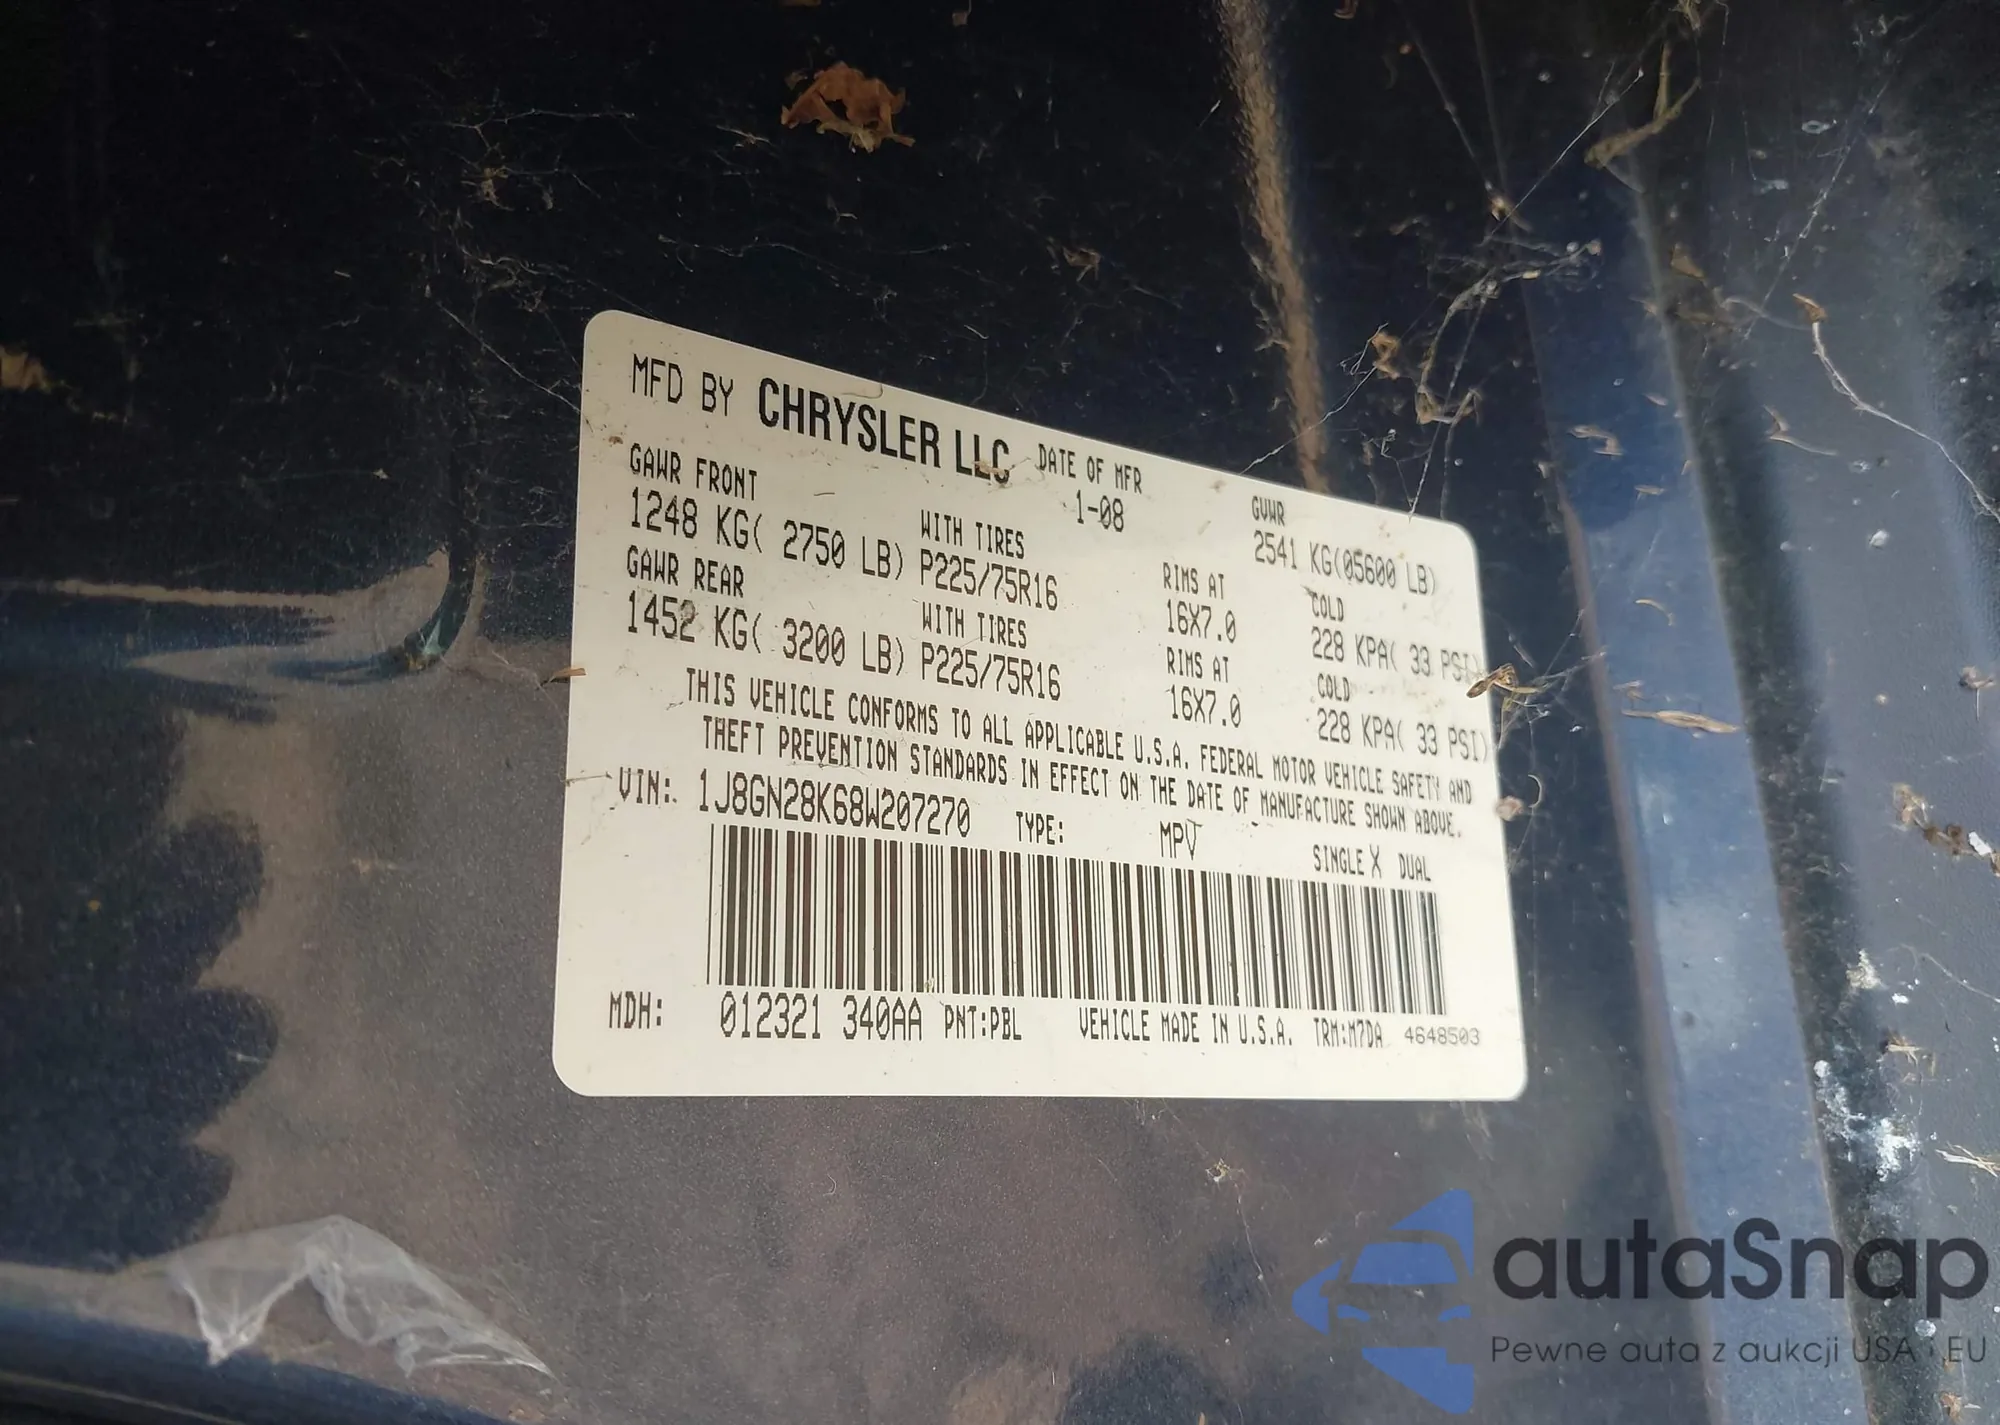 MFD BY CHRYSLER LLC DATE OF MFR GVWR
1-08 2541 KG(05600 LB)
GAWR FRONT WITH TIRES RIMS AT COLD
1248 KG( 2750 LB) P225/75R16 16X7.0 228 KPA( 33 PSI)
GAWR REAR WITH TIRES RIMS AT COLD
1452 KG( 3200 LB) P225/75R16 16X7.0 228 KPA( 33 PSI)
THIS VEHICLE CONFORMS TO ALL APPLICABLE U.S.A. FEDERAL MOTOR VEHICLE SAFETY AND
THEFT PREVENTION STANDARDS IN EFFECT ON THE DATE OF MANUFACTURE SHOWN ABOVE.
VIN: 1J8GN28K68W207270 TYPE: MPV SINGLE X DUAL
MDH: 012321 340AA PNT:PBL VEHICLE MADE IN U.S.A. TRM:M7DA 4648503
autaSnap
Pewne auta z aukcji USA i EU